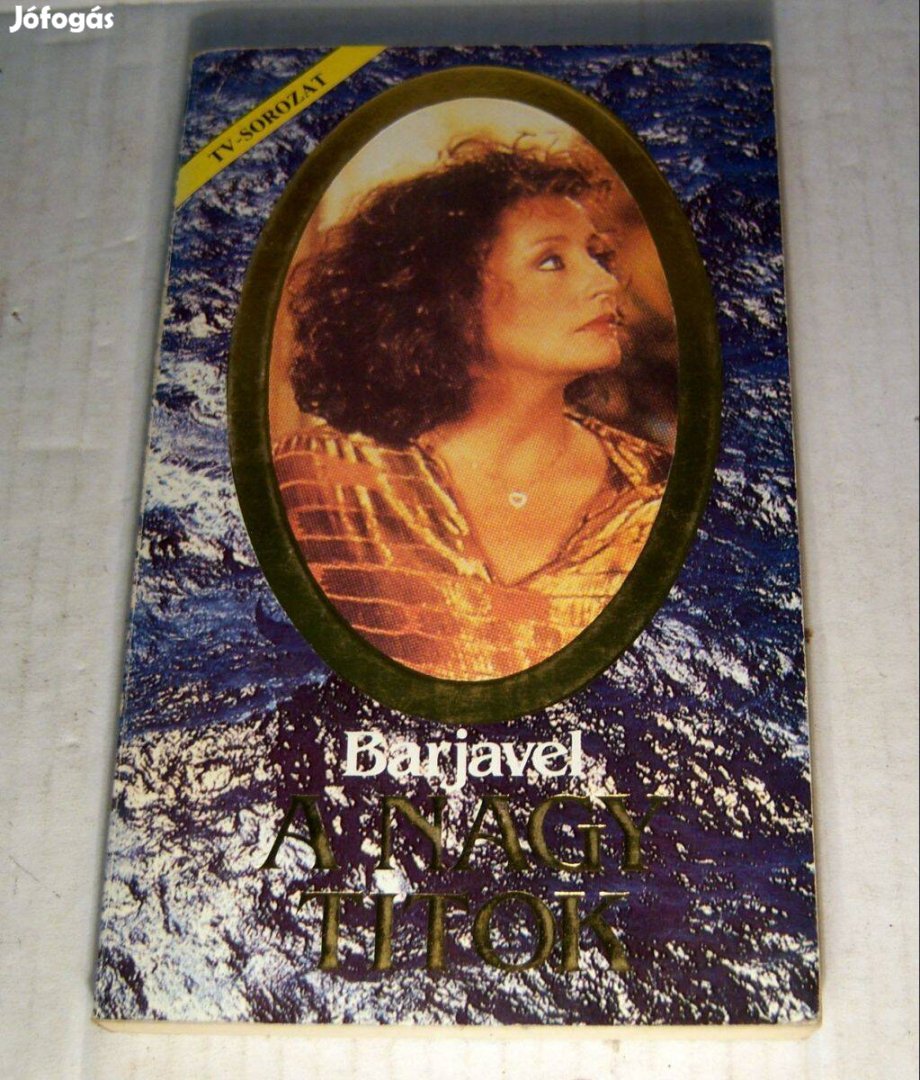 Jófogás
TV-SOROZAT
Barjavel
A NAGY
TITOK